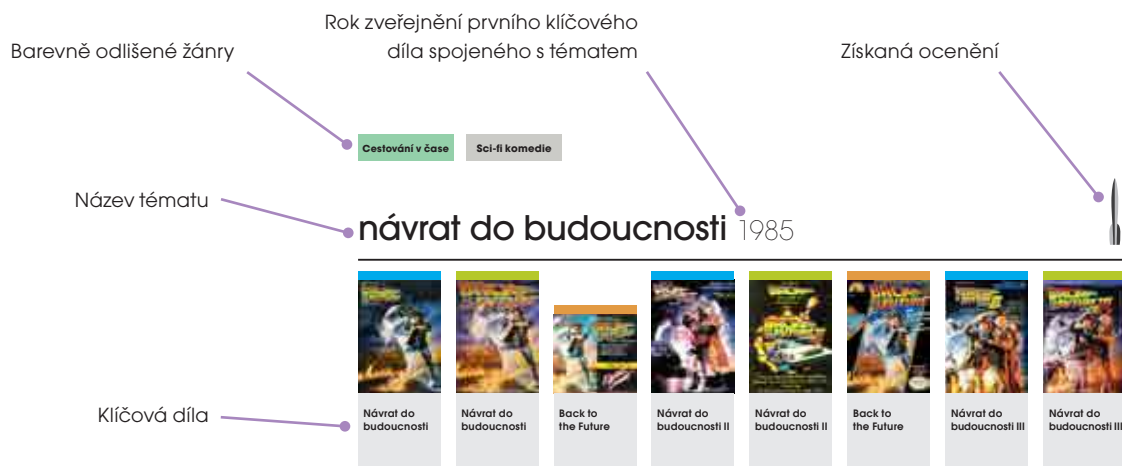 Rok zveřejnění prvního klíčového
díla spojeného s tématem
Barevně odlišené žánry
Získaná ocenění
Cestování v čase
Sci-fi komedie
Název tématu
návrat do budoucnosti 1985
Klíčová díla
Návrat do
budoucnosti
Návrat do
budoucnosti
Back to
the Future
Návrat do
budoucnosti II
Návrat do
budoucnosti II
Back to
the Future
Návrat do
budoucnosti III
Návrat do
budoucnosti III